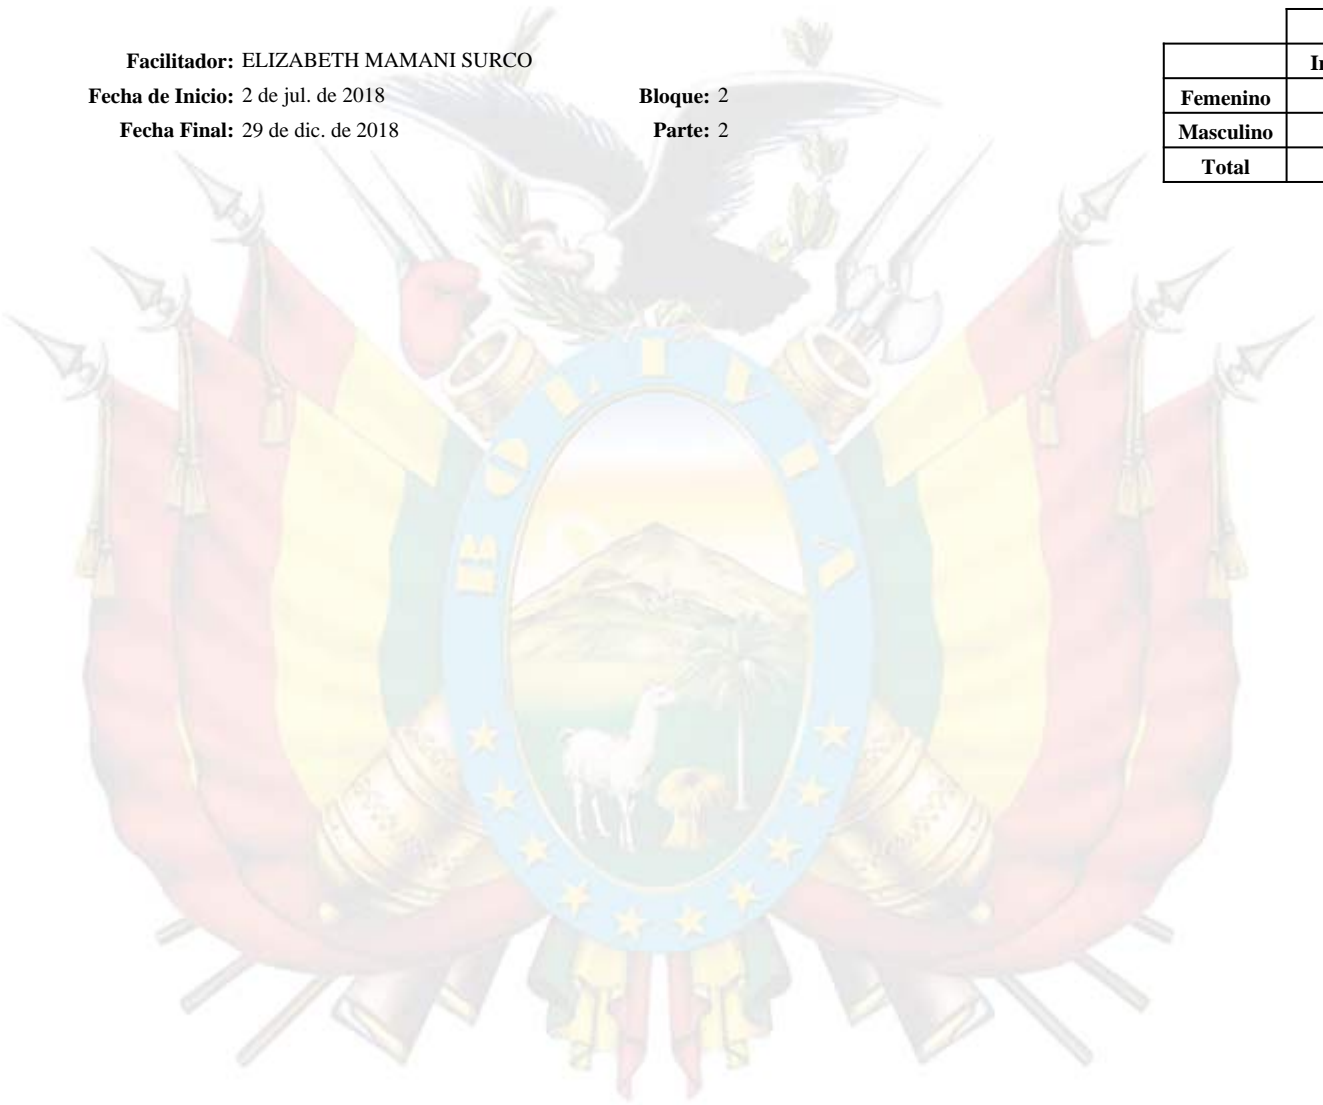 Facilitador: ELIZABETH MAMANI SURCO
Fecha de Inicio: 2 de jul. de 2018 Bloque: 2
Fecha Final: 29 de dic. de 2018 Parte: 2
Femenino
Masculino
Total
BOLIVIA